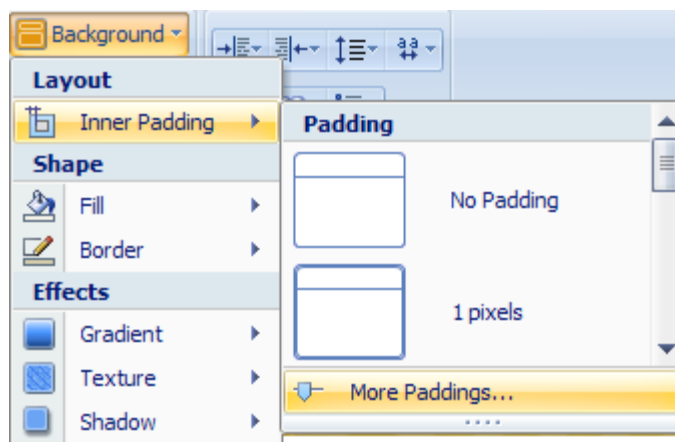 Background
Layout
Inner Padding
Shape
Fill
Border
Effects
Gradient
Texture
Shadow
Padding
No Padding
1 pixels
More Paddings...